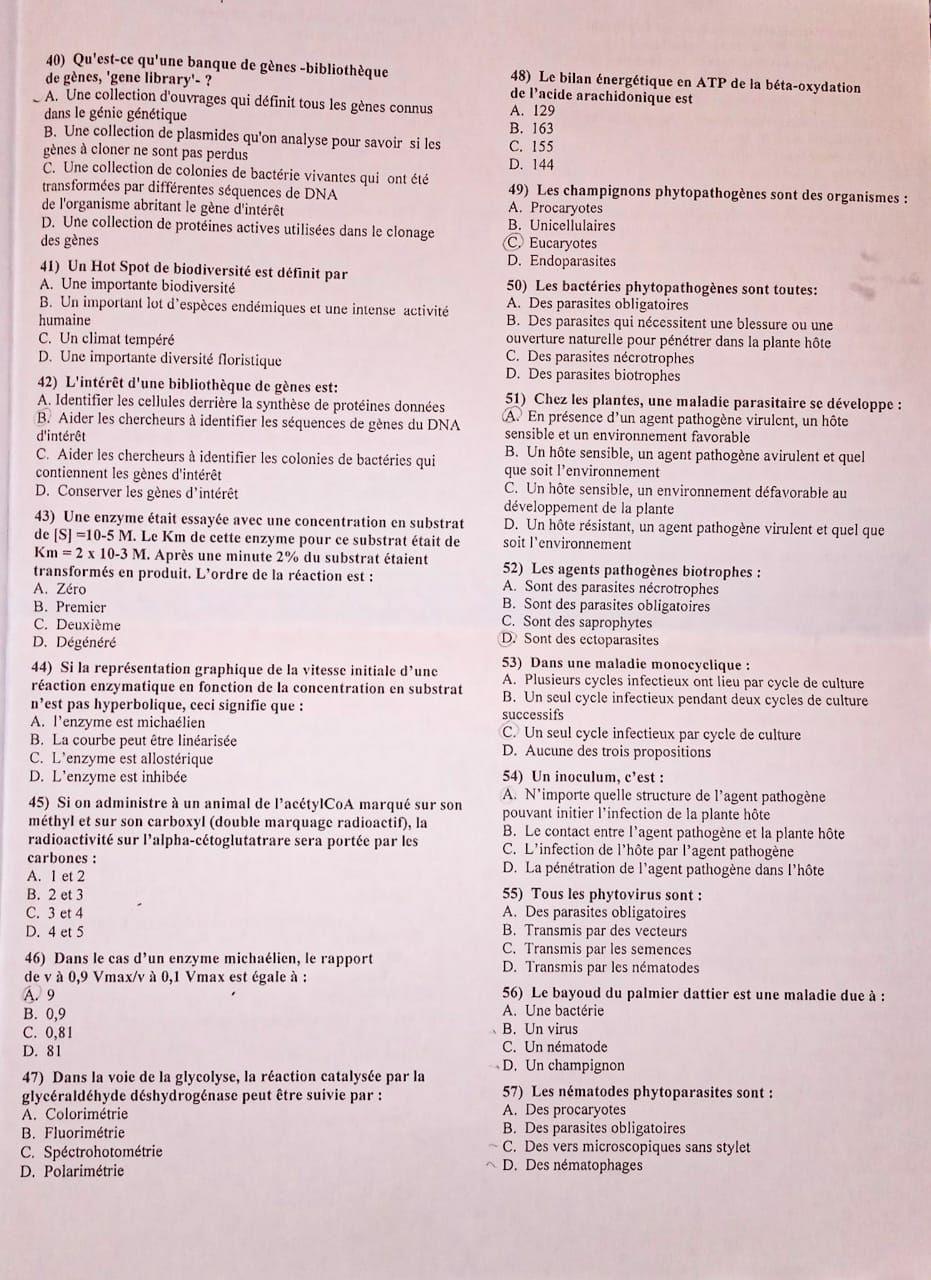 40) Qu'est-ce qu'une banque de gènes -bibliothèque
de gènes, 'gene library'- ?
A. Une collection d'ouvrages qui définit tous les gènes connus
dans le génie génétique
B. Une collection de plasmides qu'on analyse pour savoir si les
gènes à cloner ne sont pas perdus
C. Une collection de colonies de bactérie vivantes qui ont été
transformées par différentes séquences de DNA
de l'organisme abritant le gène d'intérêt
D. Une collection de protéines actives utilisées dans le clonage
des gènes
41) Un Hot Spot de biodiversité est définit par
A. Une importante biodiversité
B. Un important lot d'espèces endémiques et une intense activité
humaine
C. Un climat tempéré
D. Une importante diversité floristique
42) L'intérêt d'une bibliothèque de gènes est:
A. Identifier les cellules derrière la synthèse de protéines données
B. Aider les chercheurs à identifier les séquences de gènes du DNA
d'intérêt
C. Aider les chercheurs à identifier les colonies de bactéries qui
contiennent les gènes d'intérêt
D. Conserver les gènes d'intérêt
43) Une enzyme était essayée avec une concentration en substrat
de [S] =10-5 M. Le Km de cette enzyme pour ce substrat était de
Km = 2 x 10-3 M. Après une minute 2% du substrat étaient
transformés en produit. L'ordre de la réaction est :
A. Zéro
B. Premier
C. Deuxième
D. Dégénéré
44) Si la représentation graphique de la vitesse initiale d'une
réaction enzymatique en fonction de la concentration en substrat
n'est pas hyperbolique, ceci signifie que :
A. l'enzyme est michaélien
B. La courbe peut être linéarisée
C. L'enzyme est allostérique
D. L'enzyme est inhibée
45) Si on administre à un animal de l'acétylCoA marqué sur son
méthyl et sur son carboxyl (double marquage radioactif), la
radioactivité sur l'alpha-cétoglutatrare sera portée par les
carbones :
A. 1 et 2
B. 2 et 3
C. 3 et 4
D. 4 et 5
46) Dans le cas d'un enzyme michaélien, le rapport
de v à 0,9 Vmax/v à 0,1 Vmax est égale à :
A. 9
B. 0,9
C. 0,81
D. 81
47) Dans la voie de la glycolyse, la réaction catalysée par la
glycéraldéhyde déshydrogénase peut être suivie par :
A. Colorimétrie
B. Fluorimétrie
C. Spéctrohotométrie
D. Polarimétrie
48) Le bilan énergétique en ATP de la béta-oxydation
de l'acide arachidonique est
A. 129
B. 163
C. 155
D. 144
49) Les champignons phytopathogènes sont des organismes :
A. Procaryotes
B. Unicellulaires
C. Eucaryotes
D. Endoparasites
50) Les bactéries phytopathogènes sont toutes:
A. Des parasites obligatoires
B. Des parasites qui nécessitent une blessure ou une
ouverture naturelle pour pénétrer dans la plante hôte
C. Des parasites nécrotrophes
D. Des parasites biotrophes
51) Chez les plantes, une maladie parasitaire se développe :
A. En présence d'un agent pathogène virulent, un hôte
sensible et un environnement favorable
B. Un hôte sensible, un agent pathogène avirulent et quel
que soit l'environnement
C. Un hôte sensible, un environnement défavorable au
développement de la plante
D. Un hôte résistant, un agent pathogène virulent et quel que
soit l'environnement
52) Les agents pathogènes biotrophes :
A. Sont des parasites nécrotrophes
B. Sont des parasites obligatoires
C. Sont des saprophytes
D. Sont des ectoparasites
53) Dans une maladie monocyclique :
A. Plusieurs cycles infectieux ont lieu par cycle de culture
B. Un seul cycle infectieux pendant deux cycles de culture
successifs
C. Un seul cycle infectieux par cycle de culture
D. Aucune des trois propositions
54) Un inoculum, c'est :
A. N'importe quelle structure de l'agent pathogène
pouvant initier l'infection de la plante hôte
B. Le contact entre l'agent pathogène et la plante hôte
C. L'infection de l'hôte par l'agent pathogène
D. La pénétration de l'agent pathogène dans l'hôte
55) Tous les phytovirus sont :
A. Des parasites obligatoires
B. Transmis par des vecteurs
C. Transmis par les semences
D. Transmis par les nématodes
56) Le bayoud du palmier dattier est une maladie due à :
A. Une bactérie
B. Un virus
C. Un nématode
D. Un champignon
57) Les nématodes phytoparasites sont :
A. Des procaryotes
B. Des parasites obligatoires
C. Des vers microscopiques sans stylet
D. Des nématophages